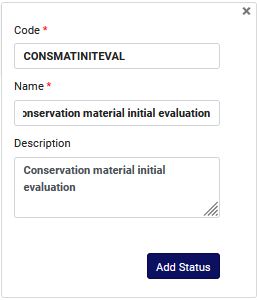 Code *
CONSMATINITEVAL
Name *
onservation material initial evaluation
Description
Conservation material initial
evaluation
Add Status